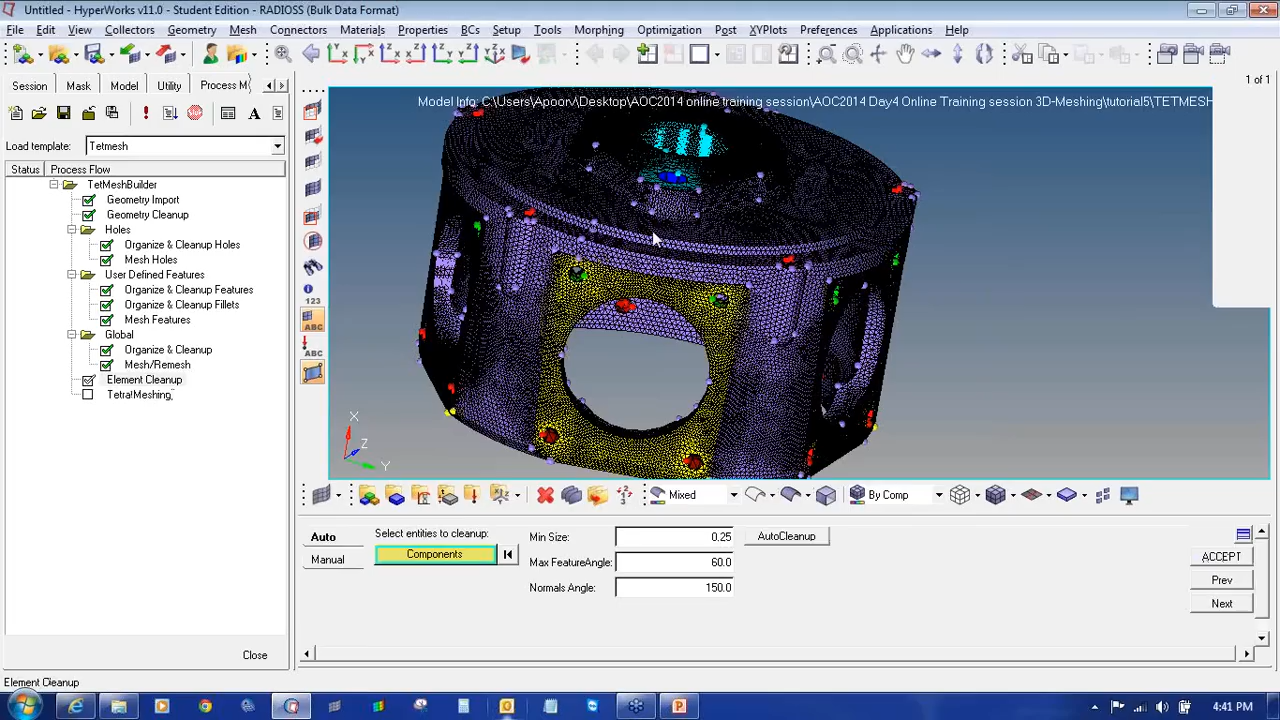 Untitled - HyperWorks v11.0 - Student Edition - RADIOSS (Bulk Data Format)
File Edit View Collectors Geometry Mesh Connectors Materials Properties BCs Setup Tools Morphing Optimization Post XYPlots Preferences Applications Help
Session Mask Model Utility Process M
1 of 1
Model Info: C:\Users\Apoorv\Desktop\AOC2014 online training session\AOC2014 Day4 Online Training session 3D-Meshing\tutorial5\TETMESH
Load template: Tetmesh
Status Process Flow
TetMeshBuilder
Geometry Import
Geometry Cleanup
Holes
Organize & Cleanup Holes
Mesh Holes
User Defined Features
Organize & Cleanup Features
Organize & Cleanup Fillets
Mesh Features
Global
Organize & Cleanup
Mesh/Remesh
Element Cleanup
TetraMeshing
123
ABC
ABC
X
Z
Y
Mixed
By Comp
Auto
Manual
Select entities to cleanup:
Components
Min Size: 0.25
Max FeatureAngle: 60.0
Normals Angle: 150.0
AutoCleanup
ACCEPT
Prev
Next
Close
Element Cleanup
4:41 PM